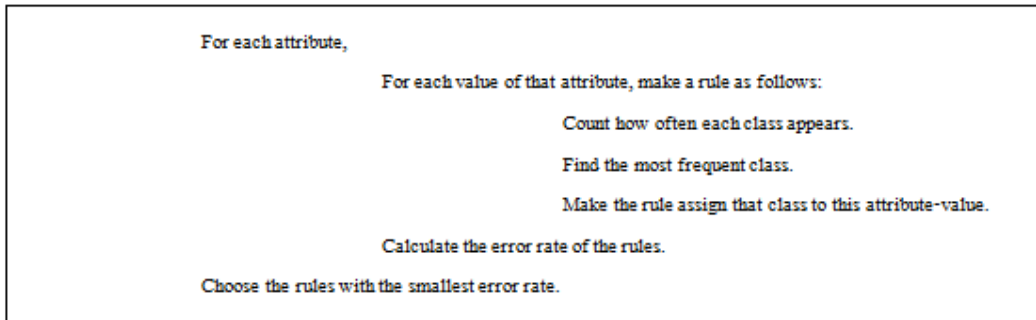 For each attribute,
For each value of that attribute, make a rule as follows:
Count how often each class appears.
Find the most frequent class.
Make the rule assign that class to this attribute-value.
Calculate the error rate of the rules.
Choose the rules with the smallest error rate.